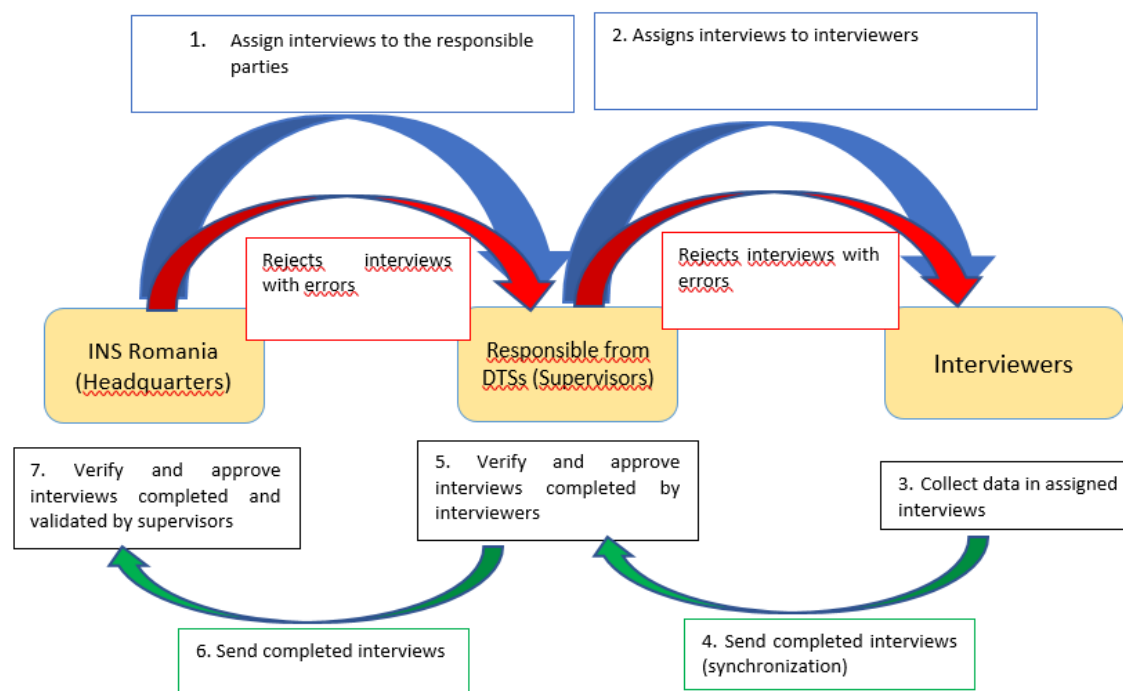 1. Assign interviews to the responsible
parties
2. Assigns interviews to interviewers
Rejects interviews
with errors
Rejects interviews with
errors
INS Romania
(Headquarters)
Responsible from
DTSs (Supervisors)
Interviewers
7. Verify and approve
interviews completed and
validated by supervisors
5. Verify and approve
interviews completed by
interviewers
3. Collect data in assigned
interviews
6. Send completed interviews
4. Send completed interviews
(synchronization)